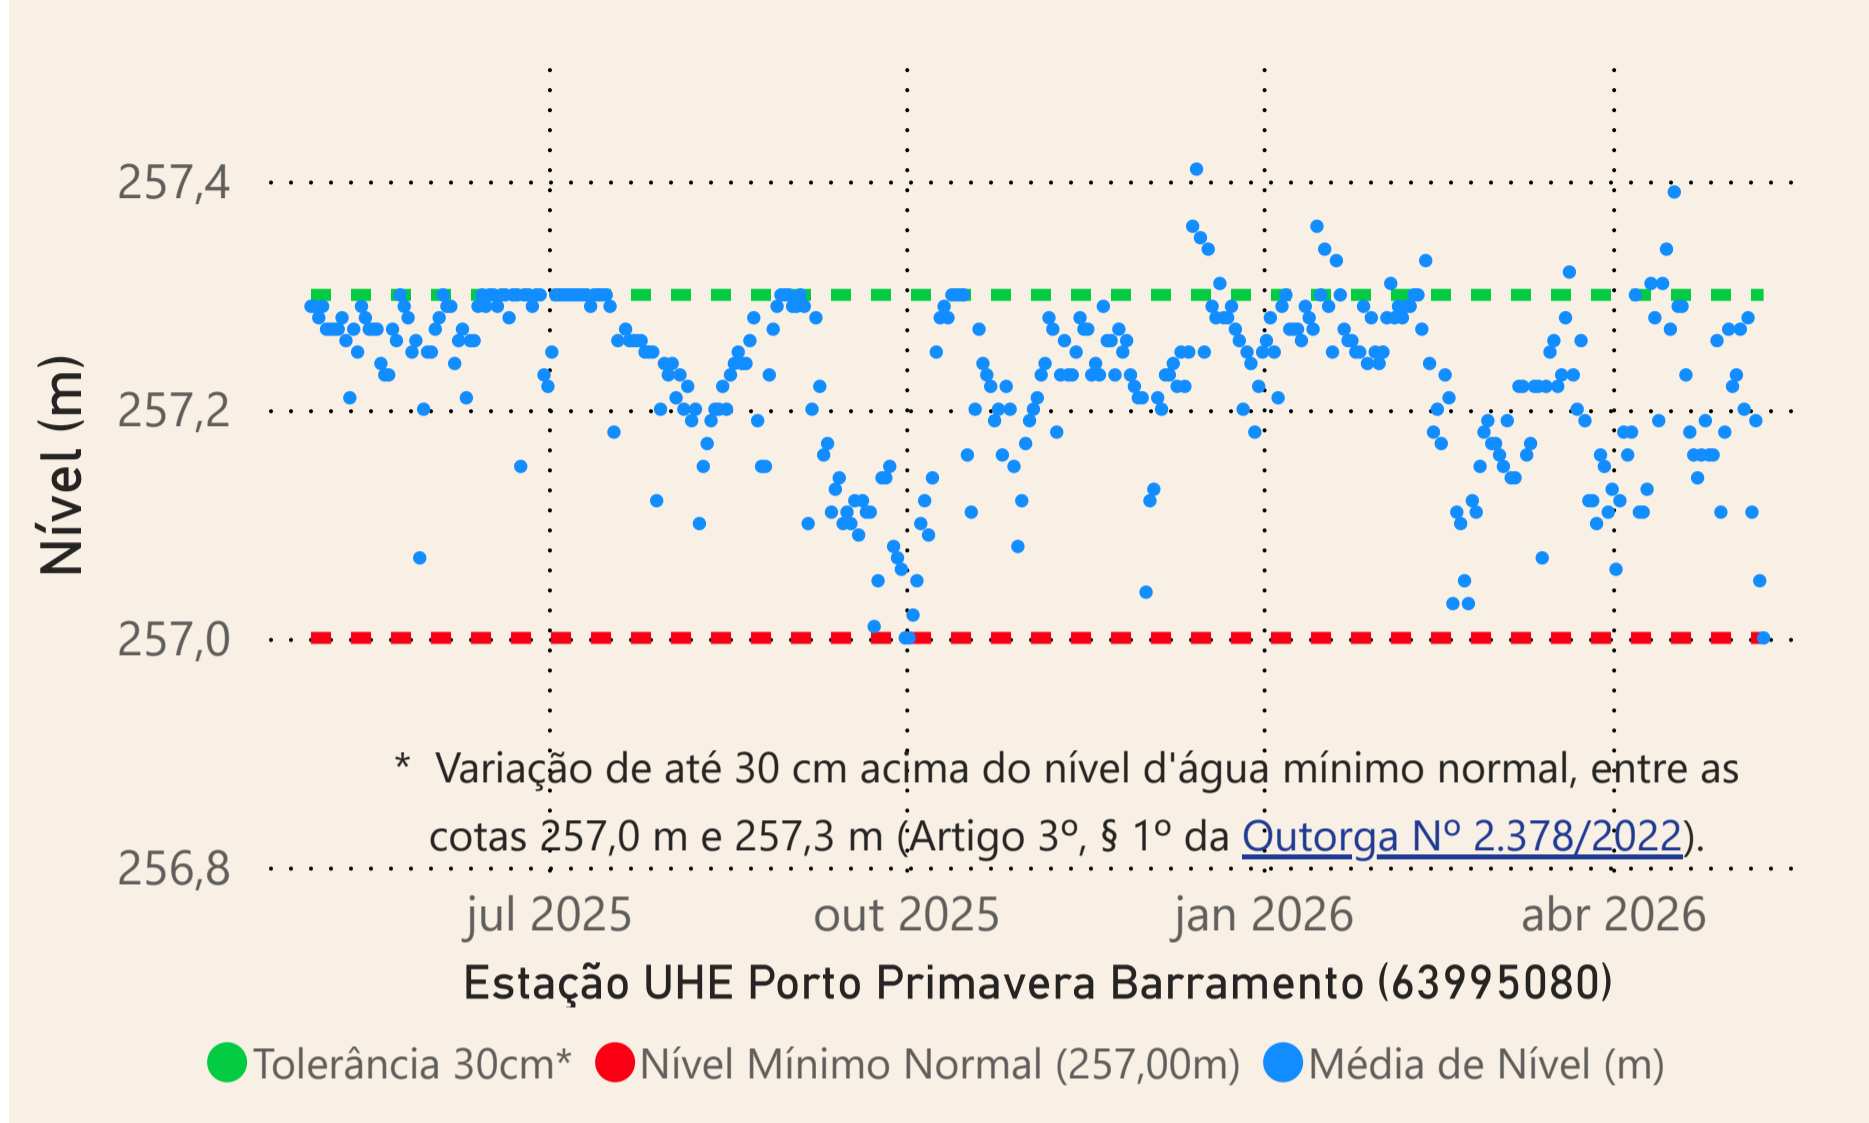 257,4
257,2
257,0
256,8
Nível (m)
* Variação de até 30 cm acima do nível d'água mínimo normal, entre as
cotas 257,0 m e 257,3 m (Artigo 3º, § 1º da Outorga Nº 2.378/2022).
jul 2025 out 2025 jan 2026 abr 2026
Estação UHE Porto Primavera Barramento (63995080)
Tolerância 30cm* Nível Mínimo Normal (257,00m) Média de Nível (m)